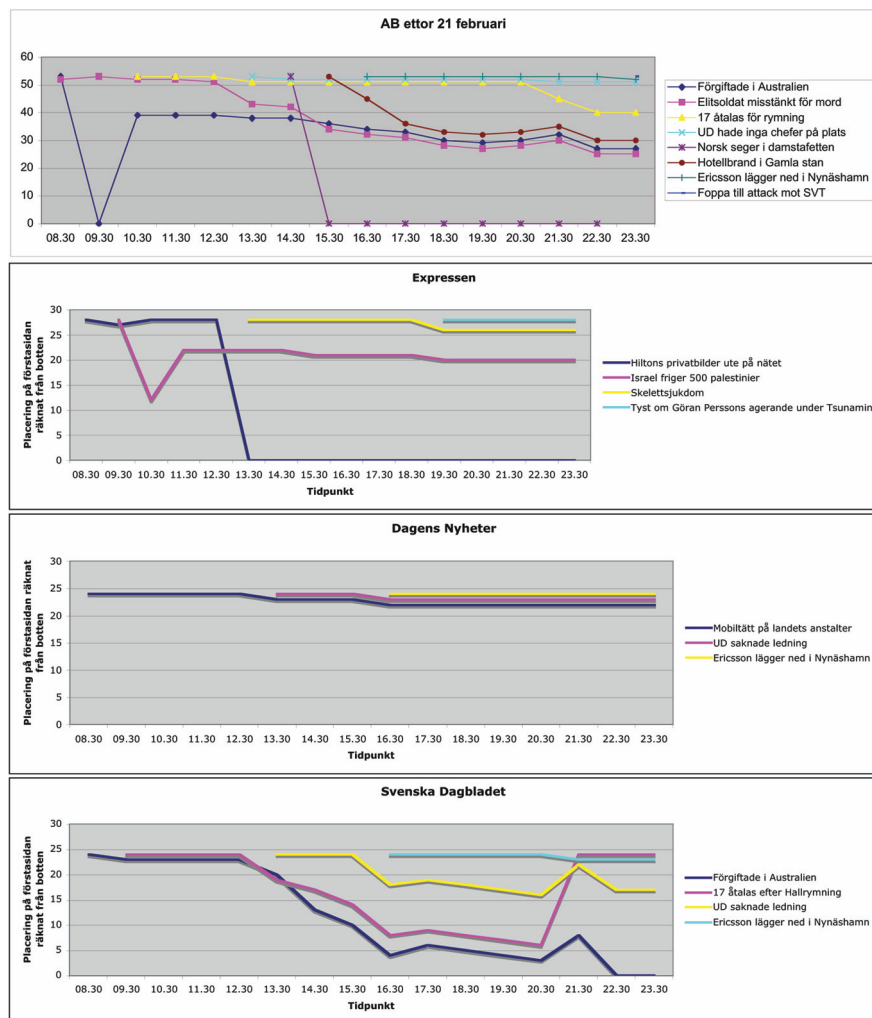 AB ettor 21 februari
60
50
40
30
20
10
0
08.30 09.30 10.30 11.30 12.30 13.30 14.30 15.30 16.30 17.30 18.30 19.30 20.30 21.30 22.30 23.30
Förgiftade i Australien
Elitsoldat misstänkt för mord
17 åtalas för rymning
UD hade inga chefer på plats
Norsk seger i damstafetten
Hotellbrand i Gamla stan
Ericsson lägger ned i Nynäshamn
Foppa till attack mot SVT
Expressen
Placering på förstasidan
räknat från botten
30
25
20
15
10
5
0
08.30 09.30 10.30 11.30 12.30 13.30 14.30 15.30 16.30 17.30 18.30 19.30 20.30 21.30 22.30 23.30
Tidpunkt
Hiltons privatbilder ute på nätet
Israel friger 500 palestinier
Skelettsjukdom
Tyst om Göran Perssons agerande under Tsunamin
Dagens Nyheter
Placering på förstasidan räknat
från botten
30
25
20
15
10
5
0
08.30 09.30 10.30 11.30 12.30 13.30 14.30 15.30 16.30 17.30 18.30 19.30 20.30 21.30 22.30 23.30
Tidpunkt
Mobiltätt på landets anstalter
UD saknade ledning
Ericsson lägger ned i Nynäshamn
Svenska Dagbladet
Placering på förstasidan
räknat från botten
30
25
20
15
10
5
0
08.30 09.30 10.30 11.30 12.30 13.30 14.30 15.30 16.30 17.30 18.30 19.30 20.30 21.30 22.30 23.30
Tidpunkt
Förgiftade i Australien
17 åtalas efter Hallrymning
UD saknade ledning
Ericsson lägger ned i Nynäshamn